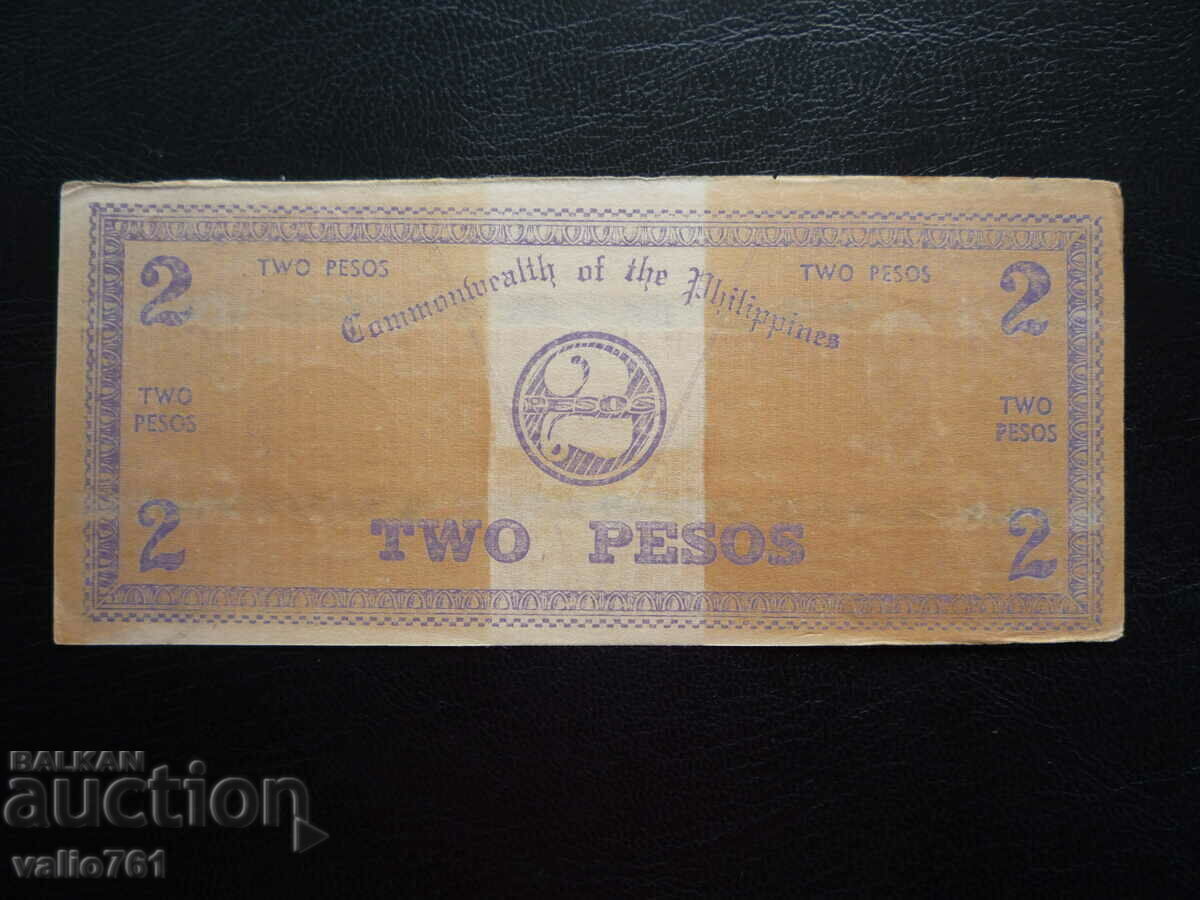 2 TWO PESOS Commonwealth of the Philippines TWO PESOS 2
TWO
PESOS
PESOS
TWO
PESOS
2 TWO PESOS 2
BALKAN
auction
valio761